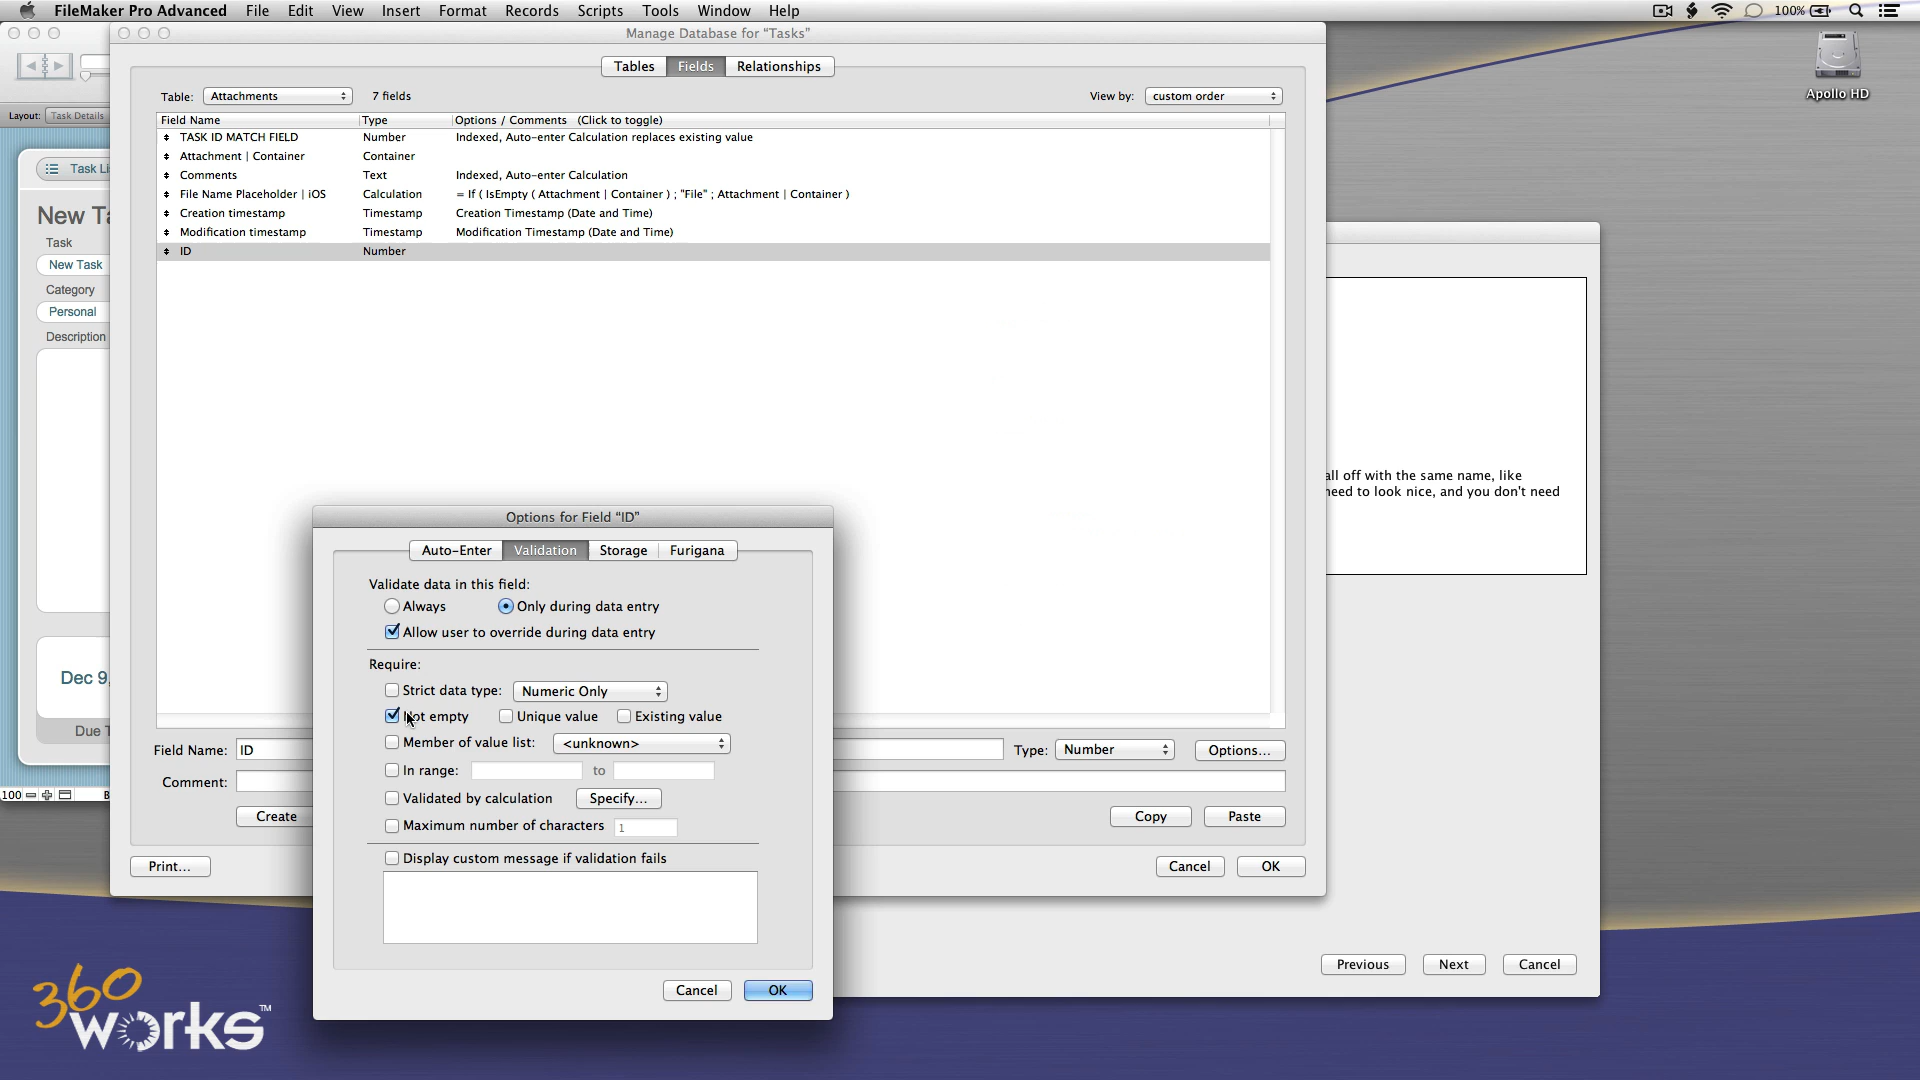 FileMaker Pro Advanced File Edit View Insert Format Records Scripts Tools Window Help 100%
Manage Database for "Tasks"
Apollo HD
Tables Fields Relationships
Table: Attachments 7 fields View by: custom order
Field Name Type Options / Comments (Click to toggle)
TASK ID MATCH FIELD Number Indexed, Auto-enter Calculation replaces existing value
Attachment | Container Container
Comments Text Indexed, Auto-enter Calculation
File Name Placeholder | iOS Calculation = If ( IsEmpty ( Attachment | Container ) ; "File" ; Attachment | Container )
Creation timestamp Timestamp Creation Timestamp (Date and Time)
Modification timestamp Timestamp Modification Timestamp (Date and Time)
ID Number
Layout: Task Details
Task Li
New Ta
Task
New Task
Category
Personal
Description
Dec 9,
Due T
100 B
all off with the same name, like
need to look nice, and you don't need
Field Name: ID Type: Number Options...
Comment:
Create Copy Paste
Print... Cancel OK
Previous Next Cancel
Options for Field "ID"
Auto-Enter Validation Storage Furigana
Validate data in this field:
Always Only during data entry
Allow user to override during data entry
Require:
Strict data type: Numeric Only
Not empty Unique value Existing value
Member of value list: <unknown>
In range: to
Validated by calculation Specify...
Maximum number of characters 1
Display custom message if validation fails
Cancel OK
360
works™